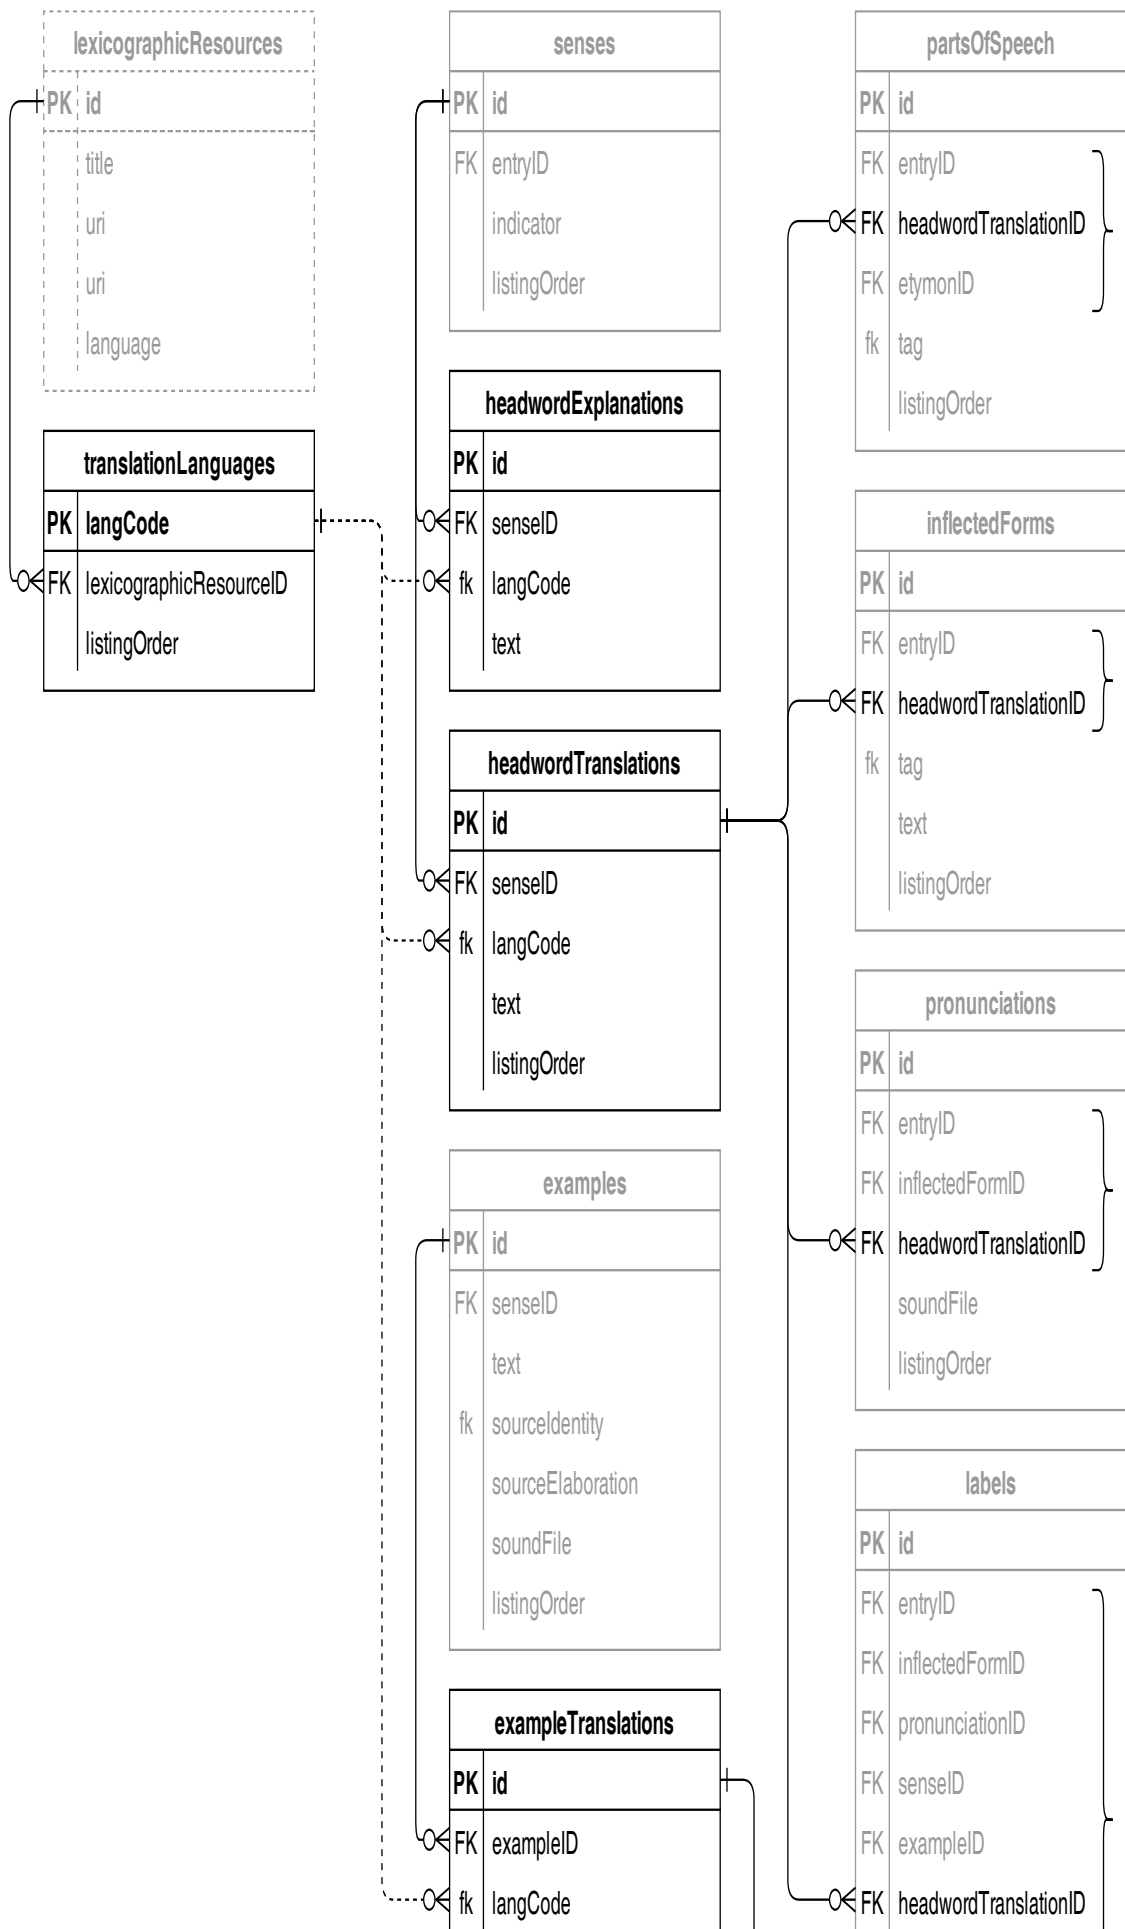 lexicographicResources
PK id
title
uri
uri
language
translationLanguages
PK langCode
FK lexicographicResourceID
listingOrder
senses
PK id
FK entryID
indicator
listingOrder
headwordExplanations
PK id
FK senseID
fk langCode
text
headwordTranslations
PK id
FK senseID
fk langCode
text
listingOrder
examples
PK id
FK senseID
text
fk sourceIdentity
sourceElaboration
soundFile
listingOrder
exampleTranslations
PK id
FK exampleID
fk langCode
partsOfSpeech
PK id
FK entryID
FK headwordTranslationID
FK etymonID
fk tag
listingOrder
inflectedForms
PK id
FK entryID
FK headwordTranslationID
fk tag
text
listingOrder
pronunciations
PK id
FK entryID
FK inflectedFormID
FK headwordTranslationID
soundFile
listingOrder
labels
PK id
FK entryID
FK inflectedFormID
FK pronunciationID
FK senseID
FK exampleID
FK headwordTranslationID